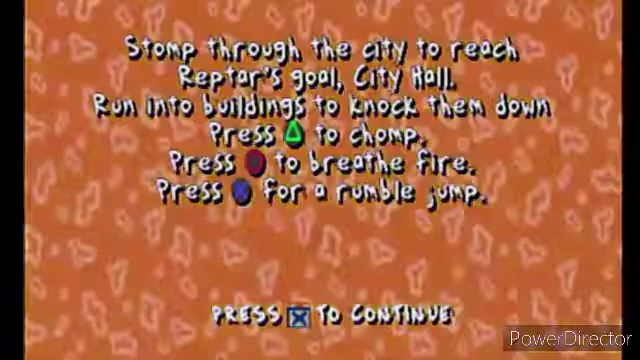 Stomp through the city to reach
Reptar's goal, City Hall.
Run into buildings to knock them down
Press △ to chomp.
Press ○ to breathe fire.
Press ✕ for a rumble jump.
PRESS ✕ TO CONTINUE
PowerDirector